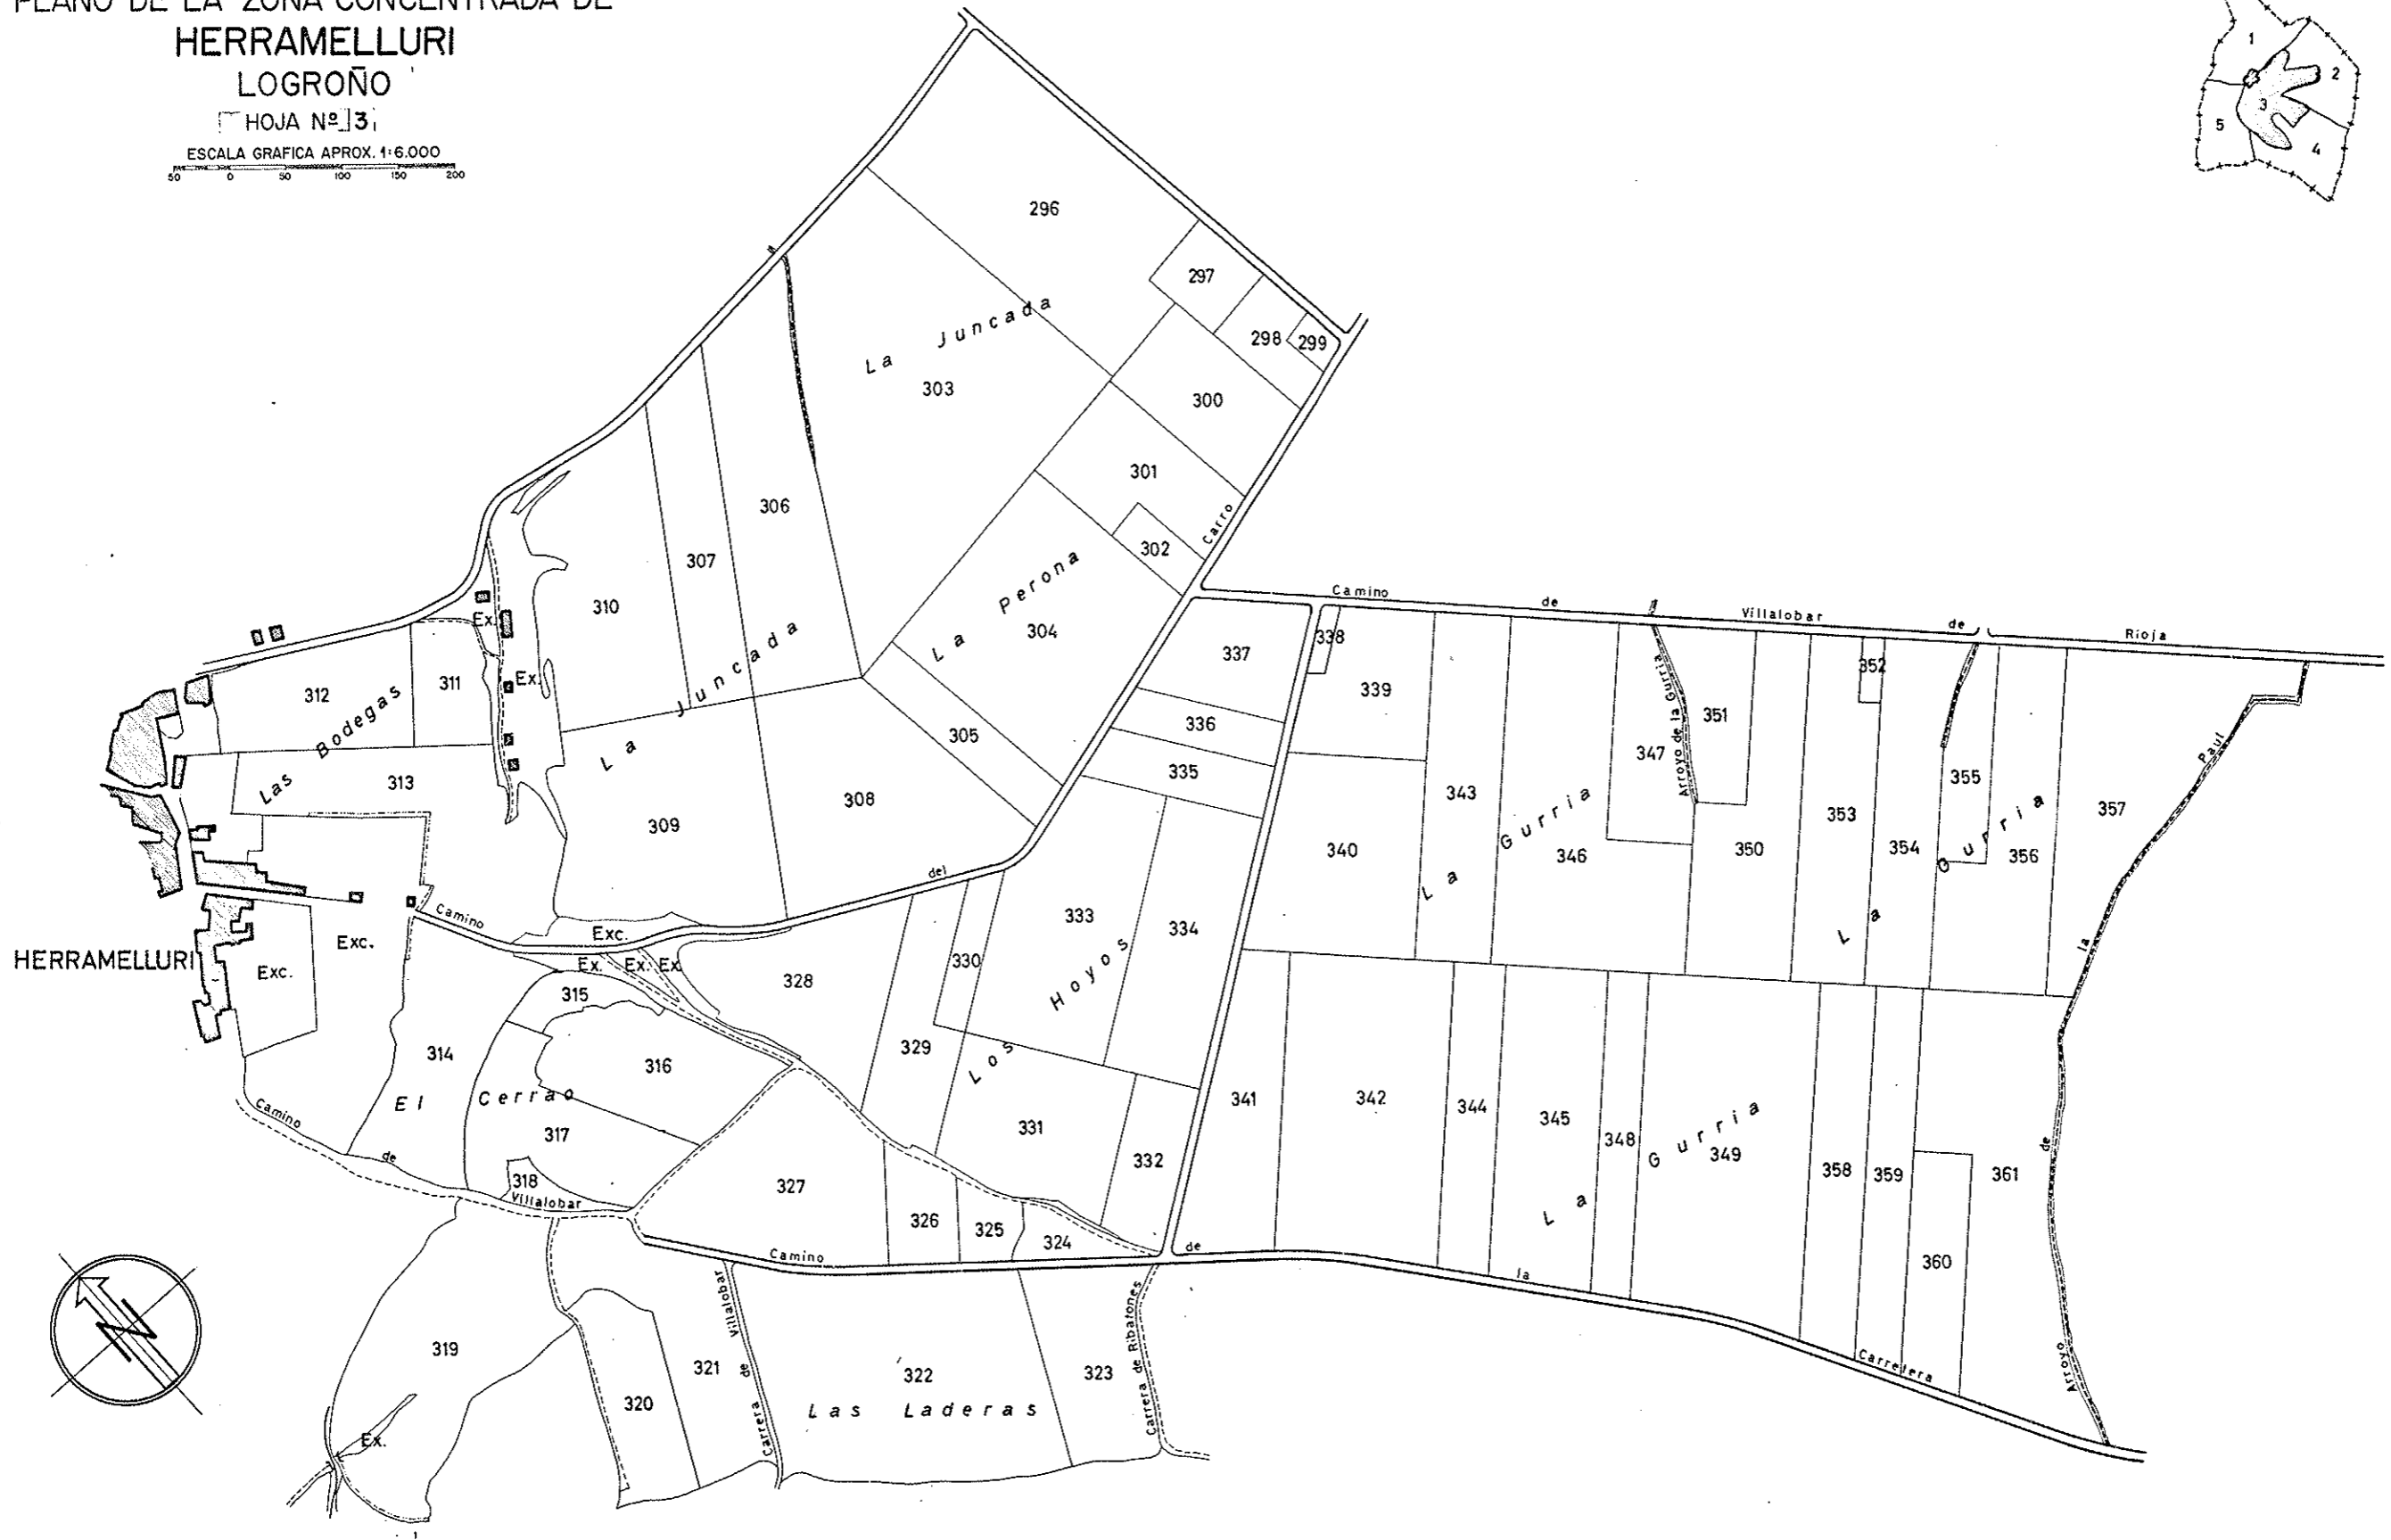 PLANO DE LA ZONA CONCENTRADA DE
HERRAMELLURI
LOGROÑO
HOJA Nº 3
ESCALA GRAFICA APROX. 1:6.000
50 0 50 100 150 200
1
2
3
5
4
296
297
298
299
La Juncada
303
300
301
302
Carro
306
307
310
La Perona
304
305
La Juncada
308
309
Ex.
Ex.
311
312
Las Bodegas
313
Camino
del
Exc.
Ex.
Ex.
Ex.
HERRAMELLURI
Exc.
Exc.
314
315
316
El Cerrao
317
318
Camino
de
Villalobar
Camino
de
Villalobar
de
Rioja
337
338
339
336
335
340
343
347
Arroyo de la Gurria
351
352
353
350
346
La Gurria
354
355
356
357
La Gurria
328
329
330
333
334
Los Hoyos
331
332
327
326
325
324
341
342
344
345
348
349
La Gurria
358
359
360
361
Arroyo
de
la
Paul
Camino
de
la
Carretera
319
Ex.
320
321
Carrera de Villalobar
322
323
Las Laderas
Carrera de Ribatones